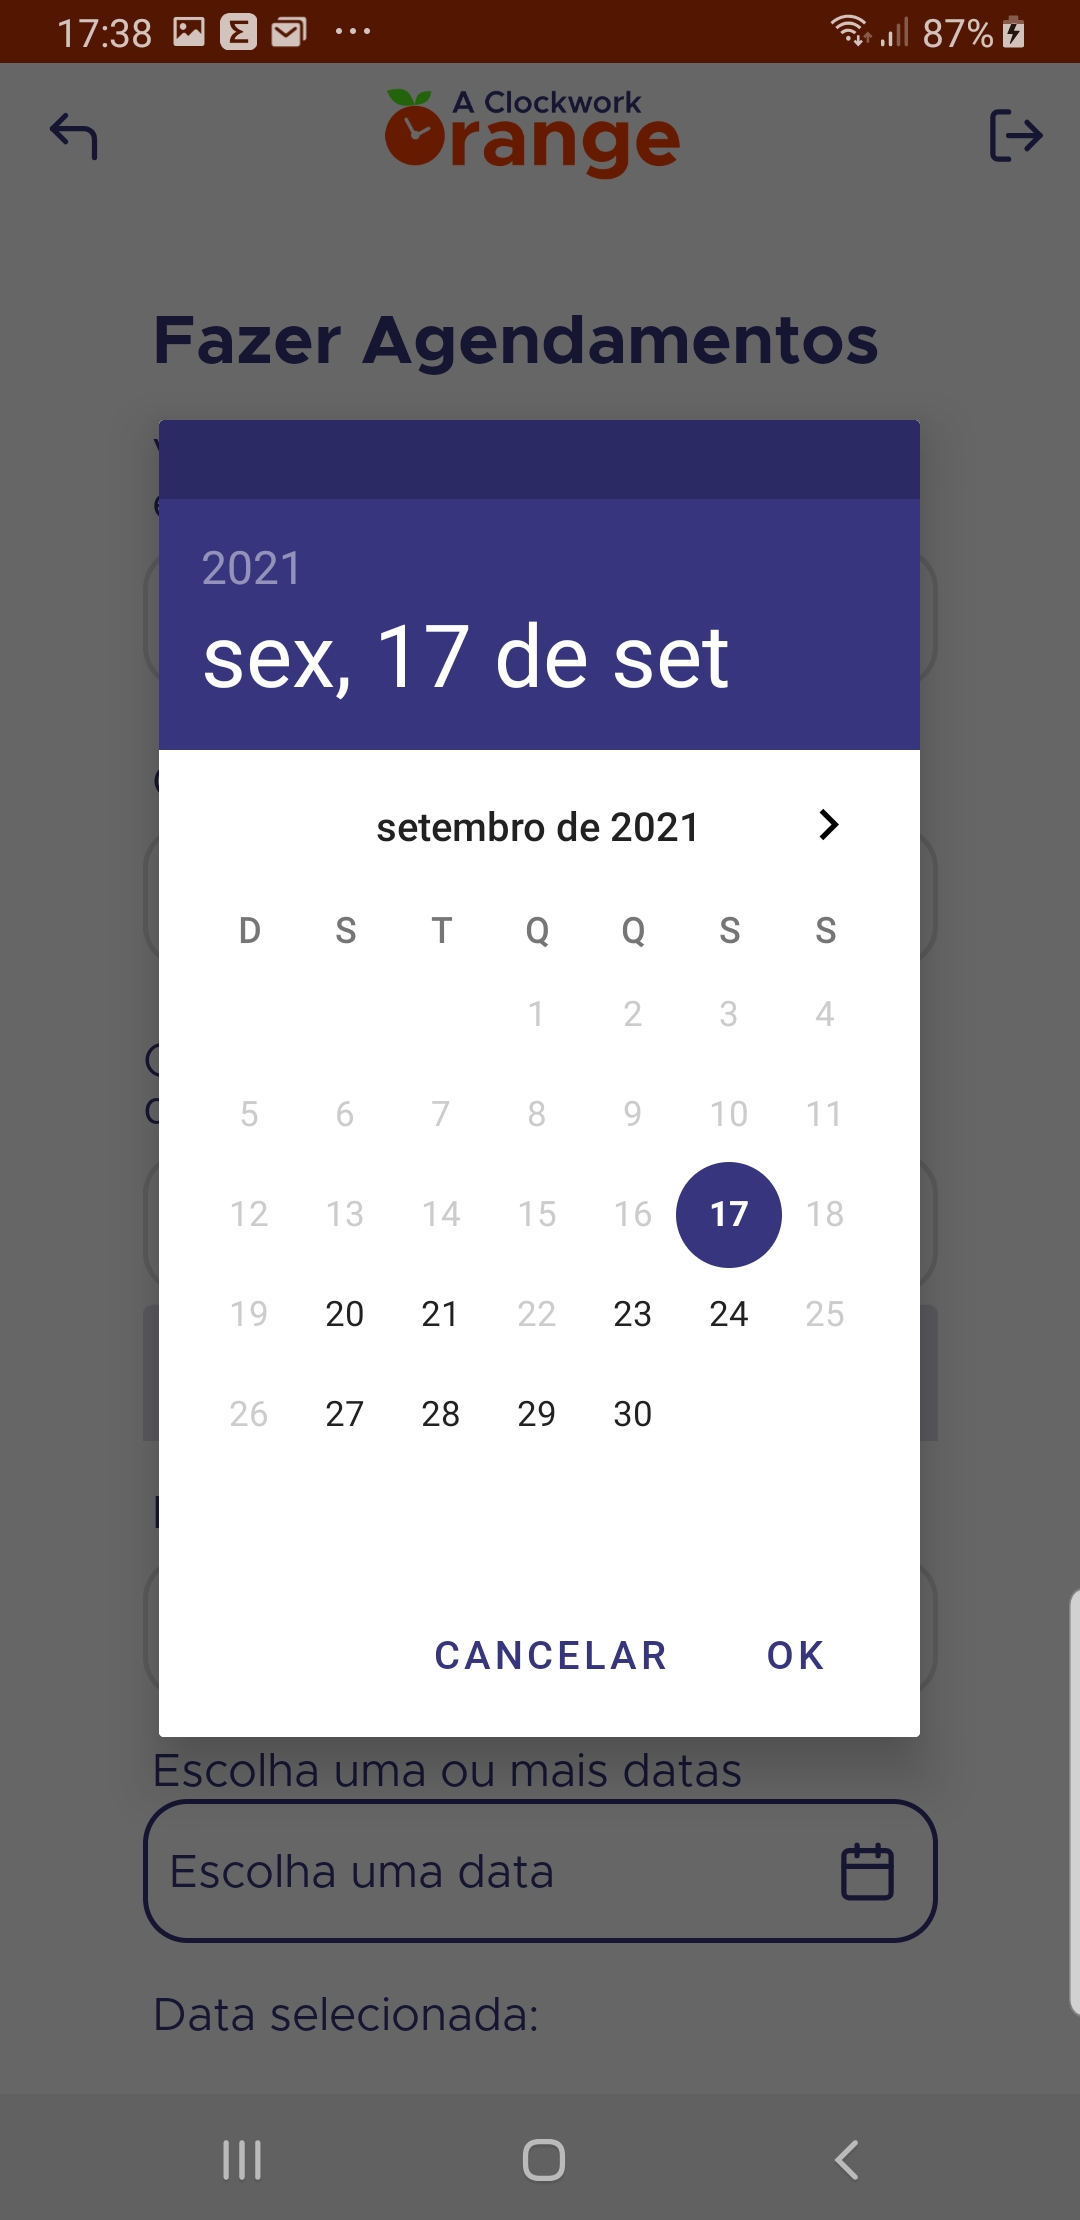 17:38
87%
A Clockwork
Orange
Fazer Agendamentos
2021
sex, 17 de set
setembro de 2021
D S T Q Q S S
1 2 3 4
5 6 7 8 9 10 11
12 13 14 15 16 17 18
19 20 21 22 23 24 25
26 27 28 29 30
CANCELAR OK
Escolha uma ou mais datas
Escolha uma data
Data selecionada: